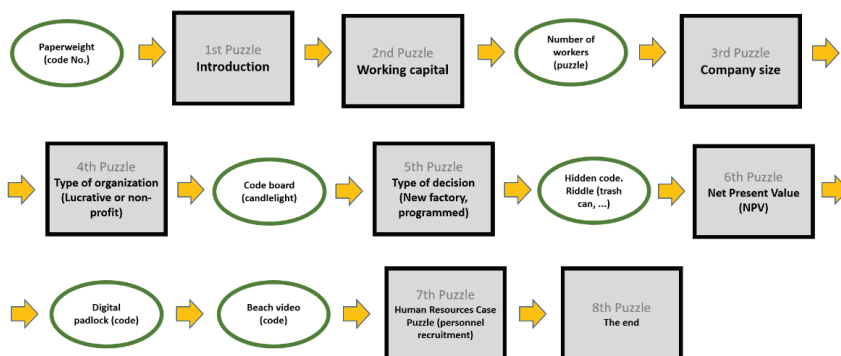 Paperweight
(code No.)
1st Puzzle
Introduction
2nd Puzzle
Working capital
Number of
workers
(puzzle)
3rd Puzzle
Company size
4th Puzzle
Type of organization
(Lucrative or non-
profit)
Code board
(candlelight)
5th Puzzle
Type of decision
(New factory,
programmed)
Hidden code.
Riddle (trash
can, ...)
6th Puzzle
Net Present Value
(NPV)
Digital
padlock (code)
Beach video
(code)
7th Puzzle
Human Resources Case
Puzzle (personnel
recruitment)
8th Puzzle
The end